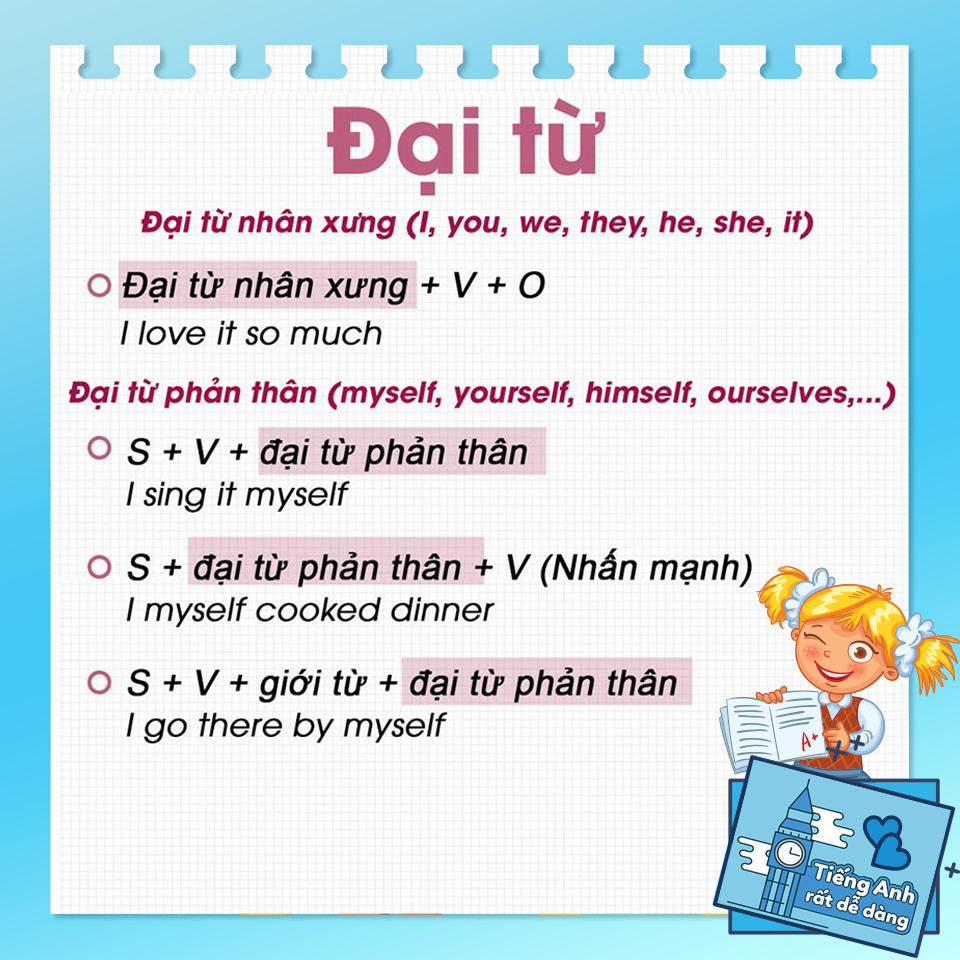 Đại từ
Đại từ nhân xưng (I, you, we, they, he, she, it)
Đại từ nhân xưng + V + O
I love it so much
Đại từ phản thân (myself, yourself, himself, ourselves,...)
S + V + đại từ phản thân
I sing it myself
S + đại từ phản thân + V (Nhấn mạnh)
I myself cooked dinner
S + V + giới từ + đại từ phản thân
I go there by myself
A+
Tiếng Anh
rất dễ dàng